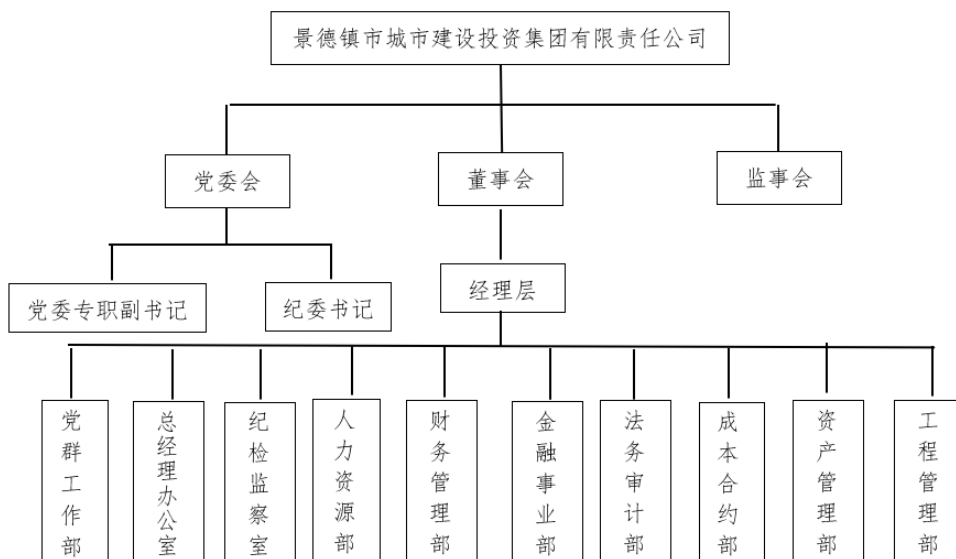 景德镇市城市建设投资集团有限责任公司
党委会
董事会
监事会
党委专职副书记
纪委书记
经理层
党群工作部
总经理办公室
纪检监察室
人力资源部
财务管理部
金融事业部
法务审计部
成本合约部
资产管理部
工程管理部